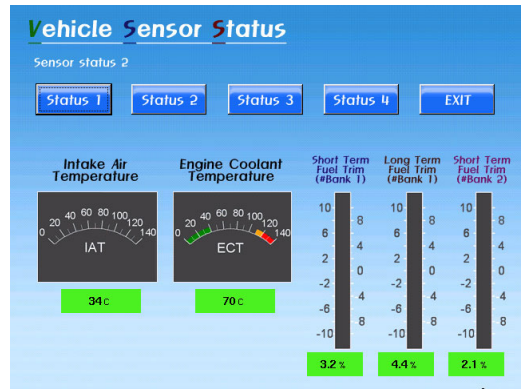 Vehicle Sensor Status
Sensor status 2
Status 1 Status 2 Status 3 Status 4 EXIT
Intake Air Temperature
Engine Coolant Temperature
Short Term Fuel Trim (#Bank 1)
Long Term Fuel Trim (#Bank 1)
Short Term Fuel Trim (#Bank 2)
0 20 40 60 80 100 120 140
IAT
34 C
0 20 40 60 80 100 120 140
ECT
70 C
10 8 6 4 2 0 -2 4 -6 8 -10
3.2 %
10 8 6 4 2 0 -2 4 -6 8 -10
4.4 %
10 8 6 4 2 0 -2 4 -6 8 -10
2.1 %